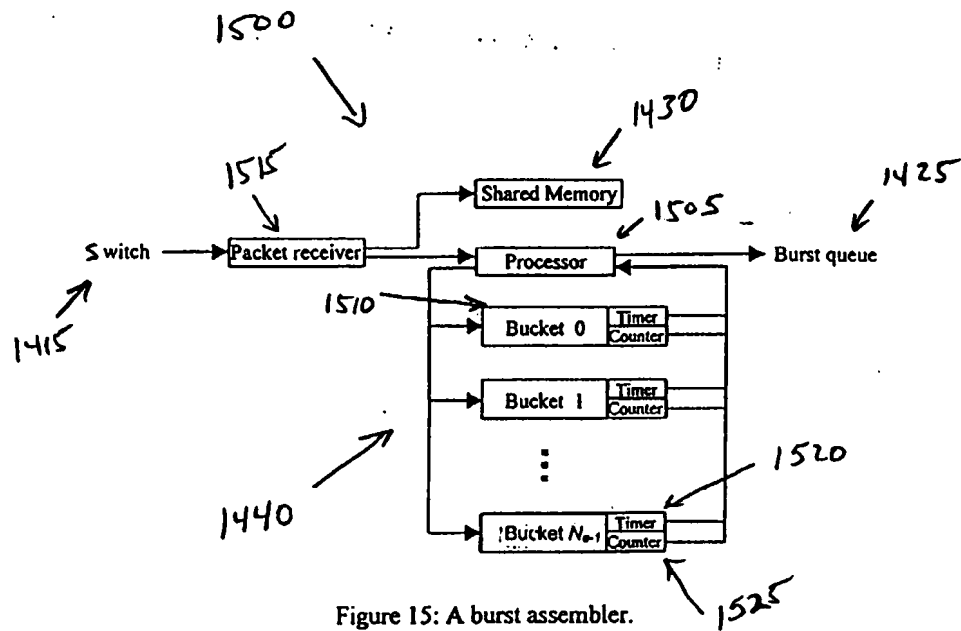 1500
1430
1515
1425
Shared Memory
1505
Switch
Packet receiver
Processor
Burst queue
1415
1510
Bucket 0
Timer
Counter
Bucket 1
Timer
Counter
1440
1520
Bucket Nₑ₋₁
Timer
Counter
1525
Figure 15: A burst assembler.